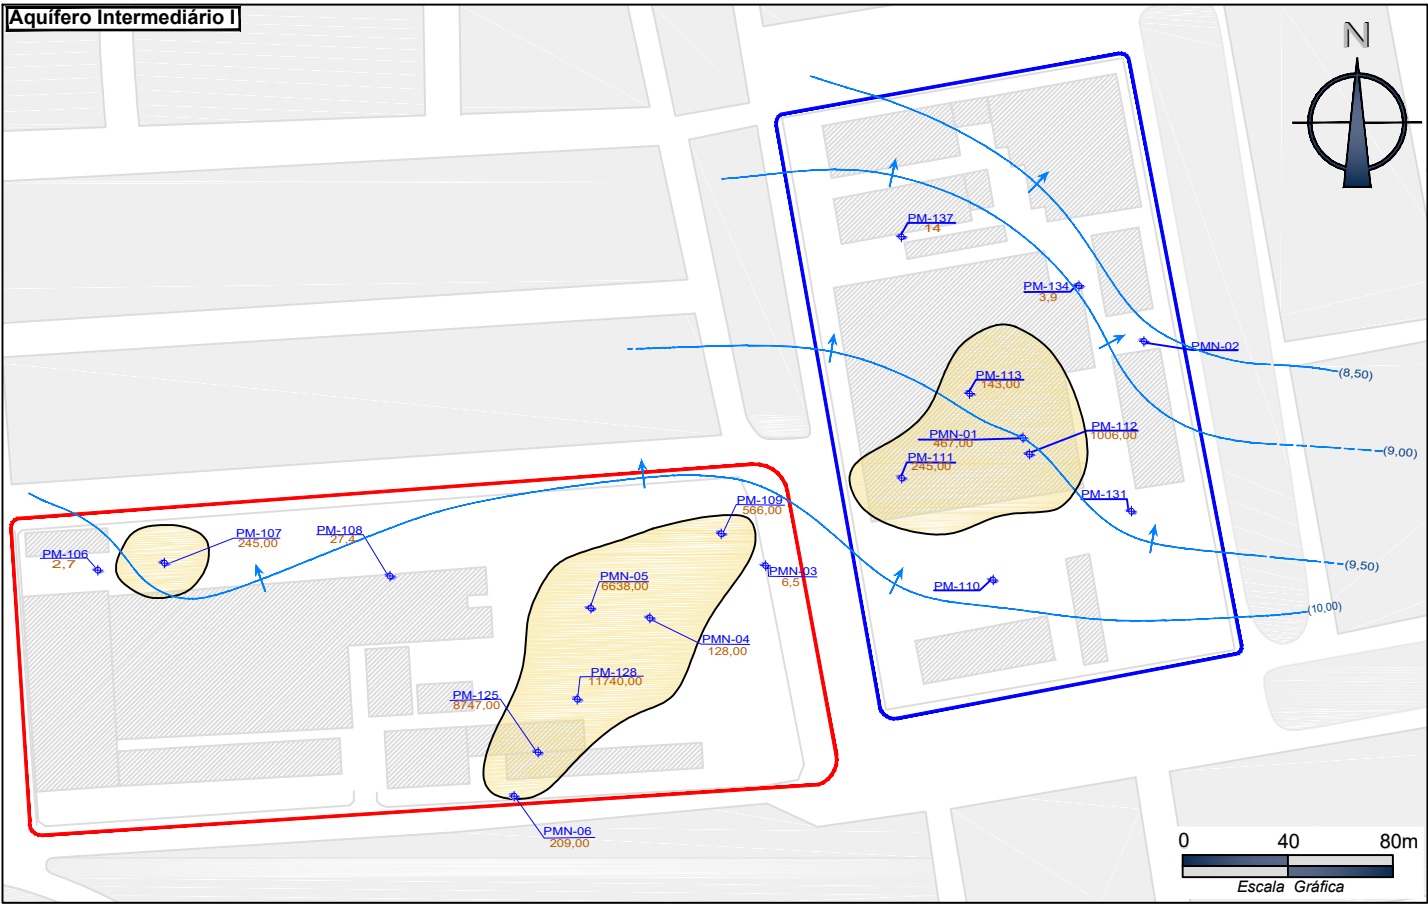 Aquífero Intermediário I
N
PM-137
14
PM-134
3,9
PMN-02
(8,50)
PM-113
143,00
PMN-01
467,00
PM-112
1006,00
(9,00)
PM-111
245,00
PM-131
PM-109
566,00
PM-107
245,00
PM-108
27,4
PM-106
2,7
(9,50)
PMN-05
6638,00
PMN-03
6,5
PM-110
(10,00)
PMN-04
128,00
PM-128
11740,00
PM-125
8747,00
PMN-06
209,00
0 40 80m
Escala Gráfica